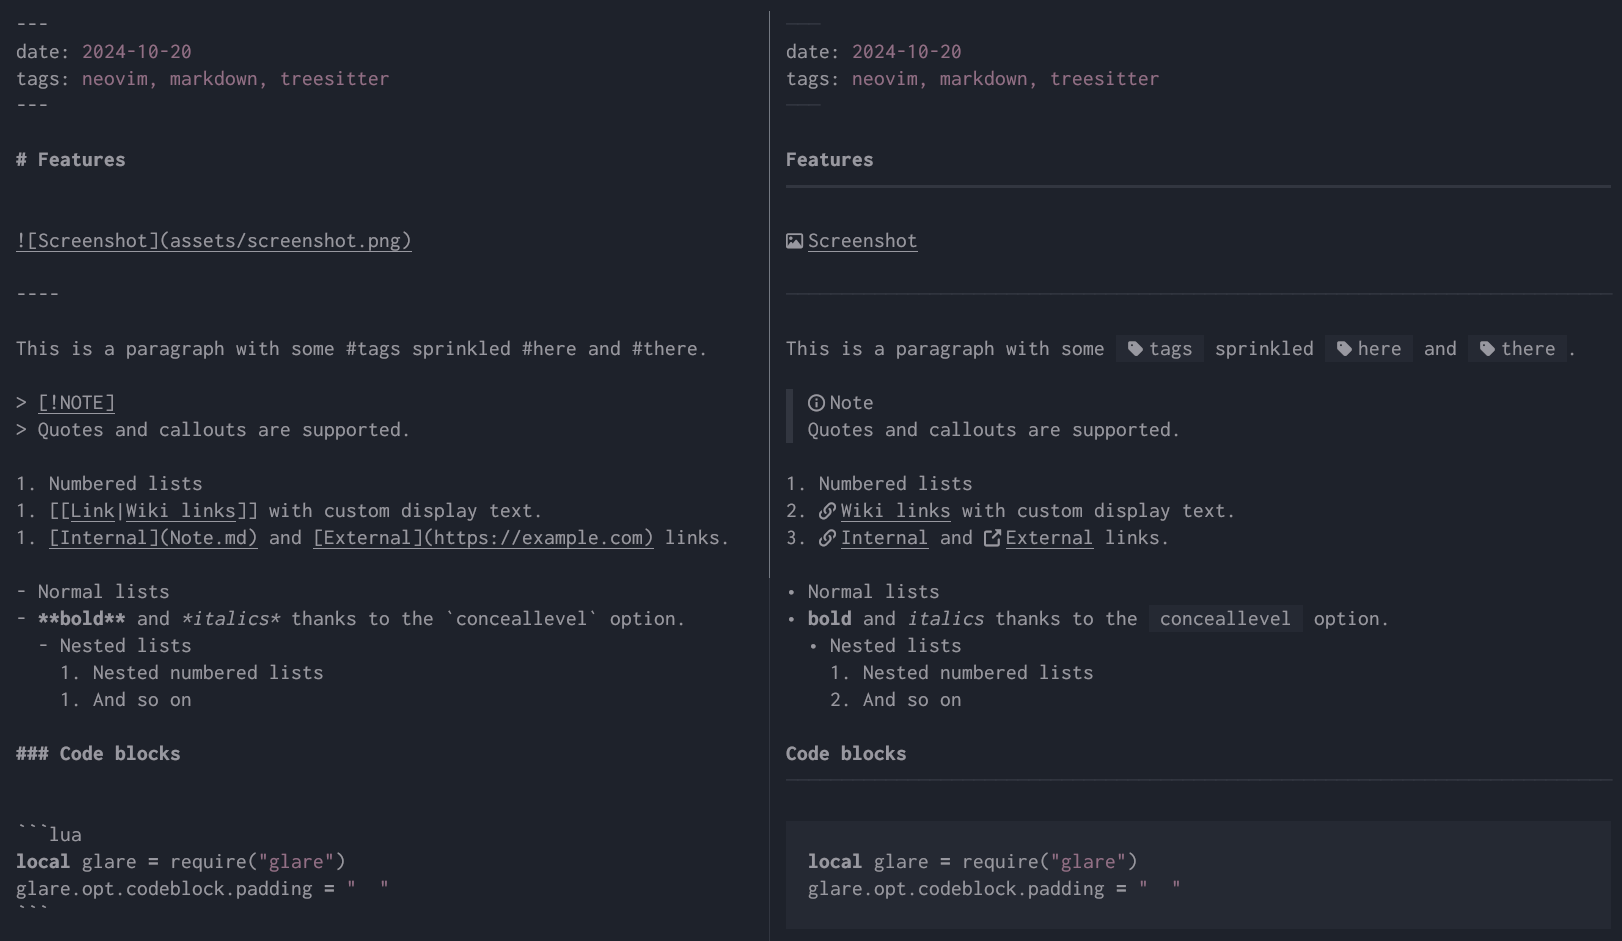 ---
date: 2024-10-20
tags: neovim, markdown, treesitter
---
# Features
![Screenshot](assets/screenshot.png)
----
This is a paragraph with some #tags sprinkled #here and #there.
> [!NOTE]
> Quotes and callouts are supported.
1. Numbered lists
1. [[Link|Wiki links]] with custom display text.
1. [Internal](Note.md) and [External](https://example.com) links.
- Normal lists
- **bold** and *italics* thanks to the `conceallevel` option.
  - Nested lists
    1. Nested numbered lists
    1. And so on
### Code blocks
```lua
local glare = require("glare")
glare.opt.codeblock.padding = "  "
```
date: 2024-10-20
tags: neovim, markdown, treesitter
Features
Screenshot
This is a paragraph with some tags sprinkled here and there.
Note
Quotes and callouts are supported.
1. Numbered lists
2. Wiki links with custom display text.
3. Internal and External links.
• Normal lists
• bold and italics thanks to the conceallevel option.
  • Nested lists
    1. Nested numbered lists
    2. And so on
Code blocks
local glare = require("glare")
glare.opt.codeblock.padding = "  "